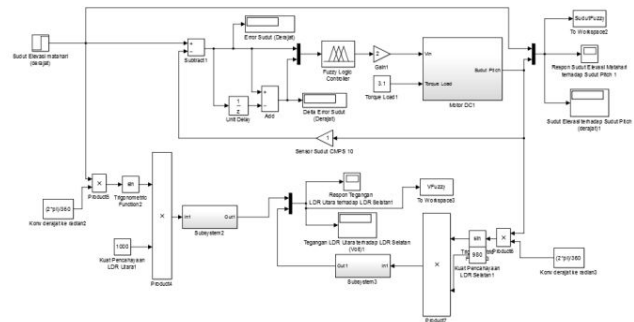 Sudut Elevasi matahari
(derajat)
+
−
Subtract1
Error Sudut (Derajat)
1
z
Unit Delay
+
−
Add
Delta Error Sudut
(Derajat)
Fuzzy Logic
Controller
2
Gain1
3.1
Torque Load1
Vin
Torque Load
Sudut Pitch
Motor DC1
SudutFuzzy
To Workspace2
Respon Sudut Elevasi Matahari
terhadap Sudut Pitch 1
Sudut Elevasi terhadap Sudut Pitch
(derajat)1
1
Sensor Sudut CMPS 10
(2*pi)/360
Konv derajat ke radian2
×
Product5
sin
Trigonometric
Function2
1000
Kuat Pencahayaan
LDR Utara1
×
Product4
In1
Out1
Subsystem2
Respon Tegangan
LDR Utara terhadap LDR Selatan1
VFuzzy
To Workspace3
Tegangan LDR Utara terhadap LDR Selatan
(Volt)1
Out1
In1
Subsystem3
×
Product7
sin
980
Kuat Pencahayaan
LDR Selatan1
×
Product6
(2*pi)/360
Konv derajat ke radian3